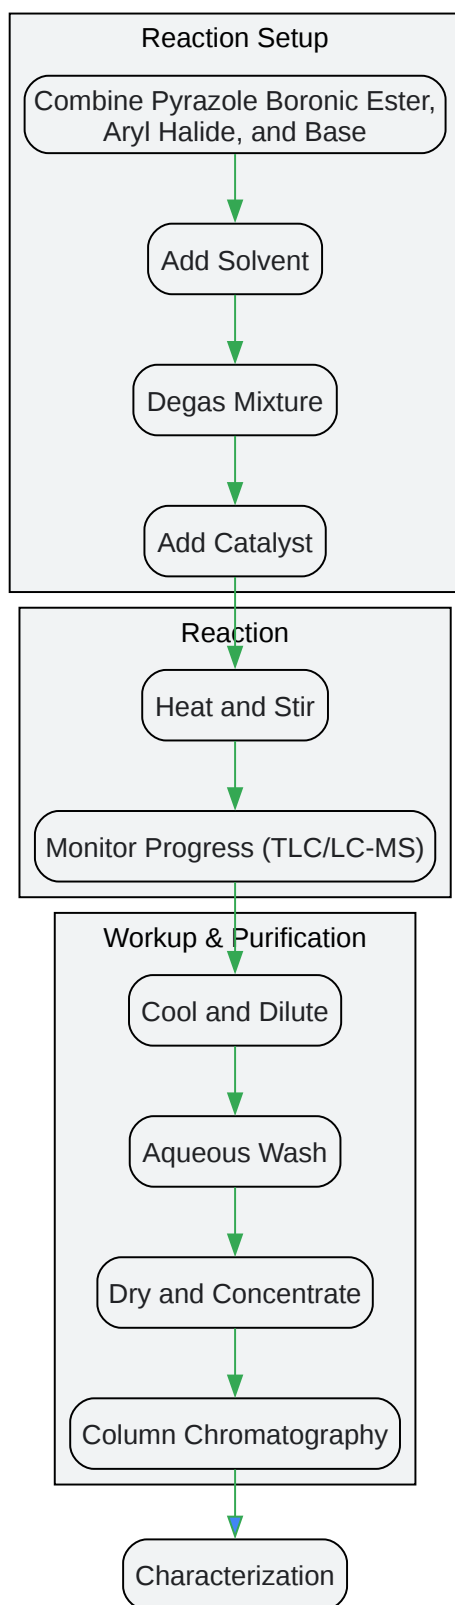 Reaction Setup
Combine Pyrazole Boronic Ester,
Aryl Halide, and Base
Add Solvent
Degas Mixture
Add Catalyst
Reaction
Heat and Stir
Monitor Progress (TLC/LC-MS)
Workup & Purification
Cool and Dilute
Aqueous Wash
Dry and Concentrate
Column Chromatography
Characterization